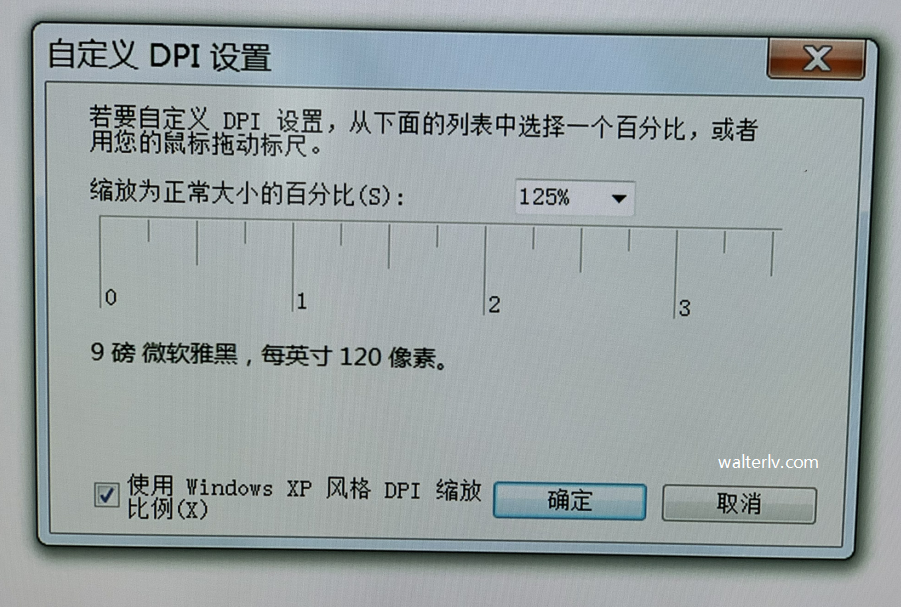 自定义 DPI 设置
若要自定义 DPI 设置，从下面的列表中选择一个百分比，或者
用您的鼠标拖动标尺。
缩放为正常大小的百分比(S): 125%
0 1 2 3
9 磅 微软雅黑，每英寸 120 像素。
walterlv.com
使用 Windows XP 风格 DPI 缩放
比例(X)
确定 取消